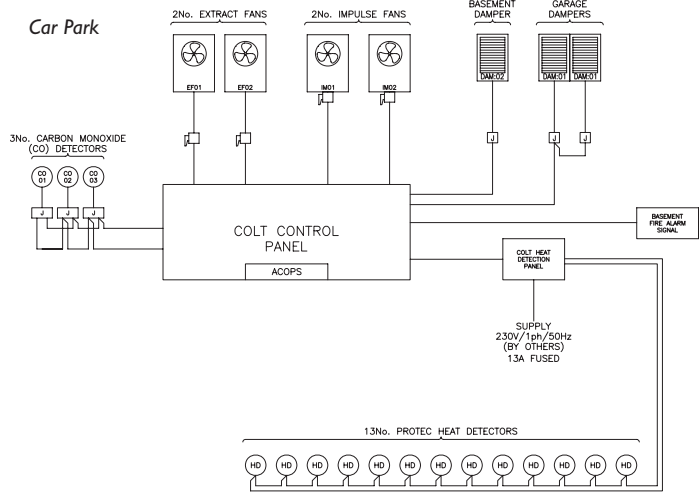 Car Park
2No. EXTRACT FANS
2No. IMPULSE FANS
BASEMENT
DAMPER
GARAGE
DAMPERS
EF01
EF02
IM01
IM02
DAM:02
DAM:01
DAM:01
J
J
J
3No. CARBON MONOXIDE
(CO) DETECTORS
CO
01
CO
02
CO
03
J
J
J
COLT CONTROL
PANEL
ACOPS
BASEMENT
FIRE ALARM
SIGNAL
COLT HEAT
DETECTION
PANEL
SUPPLY
230V/1ph/50Hz
(BY OTHERS)
13A FUSED
13No. PROTEC HEAT DETECTORS
HD
HD
HD
HD
HD
HD
HD
HD
HD
HD
HD
HD
HD